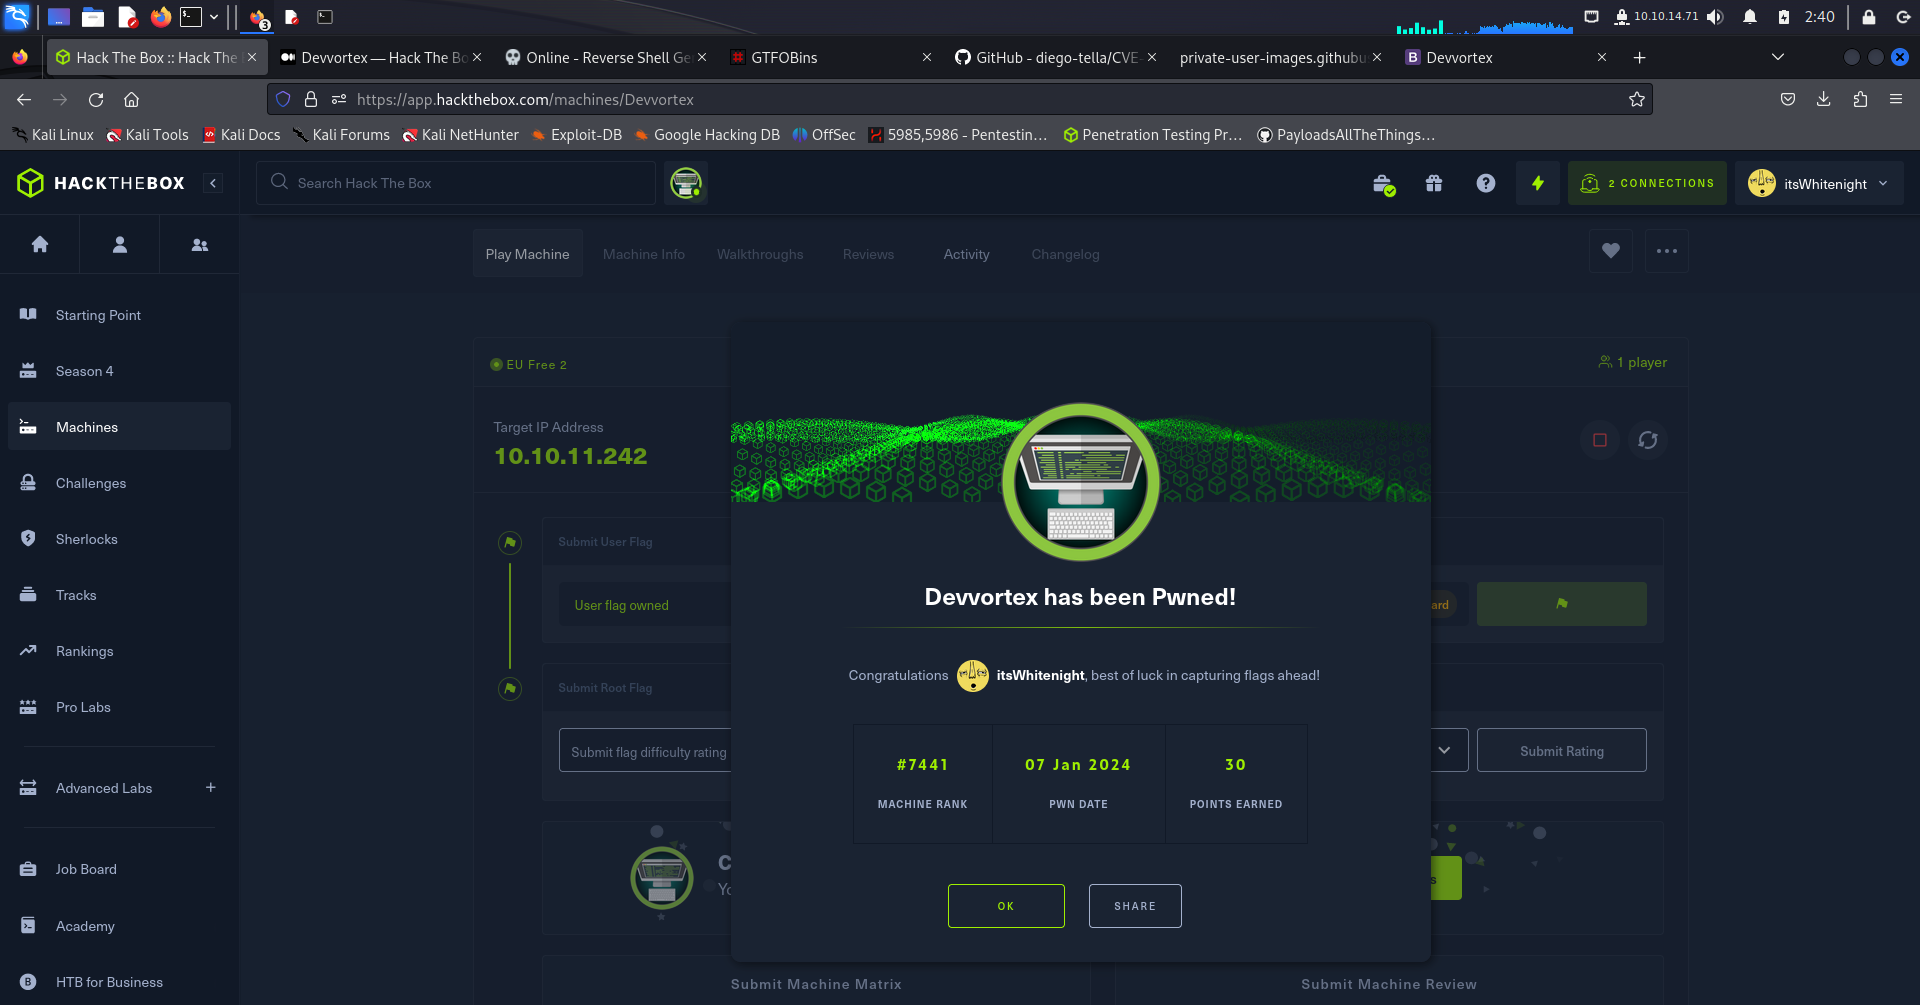 3
10.10.14.71
2:40
Hack The Box :: Hack The
Devvortex — Hack The Bo
Online - Reverse Shell Ge
GTFOBins
GitHub - diego-tella/CVE-
private-user-images.githubu
Devvortex
https://app.hackthebox.com/machines/Devvortex
Kali Linux
Kali Tools
Kali Docs
Kali Forums
Kali NetHunter
Exploit-DB
Google Hacking DB
OffSec
5985,5986 - Pentestin…
Penetration Testing Pr…
PayloadsAllTheThings…
HACKTHEBOX
Search Hack The Box
2 CONNECTIONS
itsWhitenight
Play Machine
Machine Info
Walkthroughs
Reviews
Activity
Changelog
Starting Point
Season 4
Machines
Challenges
Sherlocks
Tracks
Rankings
Pro Labs
Advanced Labs
Job Board
Academy
HTB for Business
EU Free 2
1 player
Target IP Address
10.10.11.242
Submit User Flag
User flag owned
ard
Submit Root Flag
Submit flag difficulty rating
Submit Rating
Devvortex has been Pwned!
Congratulations itsWhitenight, best of luck in capturing flags ahead!
#7441
MACHINE RANK
07 Jan 2024
PWN DATE
30
POINTS EARNED
OK
SHARE
Submit Machine Matrix
Submit Machine Review